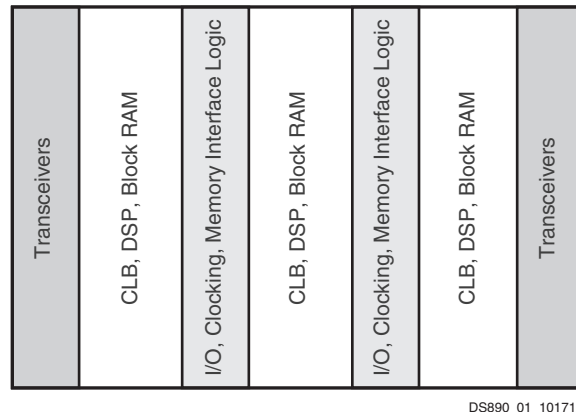 Transceivers
CLB, DSP, Block RAM
I/O, Clocking, Memory Interface Logic
CLB, DSP, Block RAM
I/O, Clocking, Memory Interface Logic
CLB, DSP, Block RAM
Transceivers
DS890_01_10171